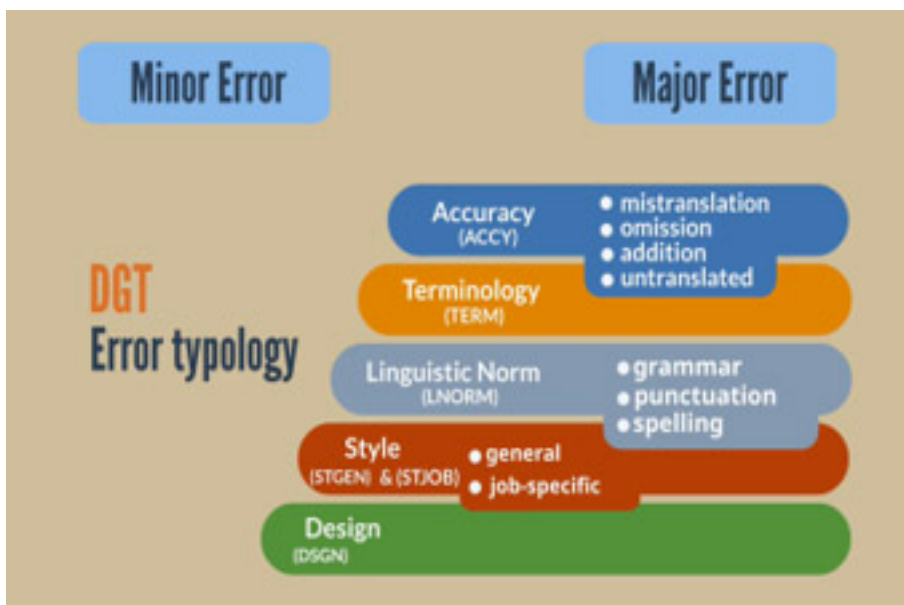 Minor Error
Major Error
DGT
Error typology
Accuracy
(ACCY)
● mistranslation
● omission
● addition
● untranslated
Terminology
(TERM)
Linguistic Norm
(LNORM)
● grammar
● punctuation
● spelling
Style
(STGEN) & (STJOB)
● general
● job-specific
Design
(DSGN)